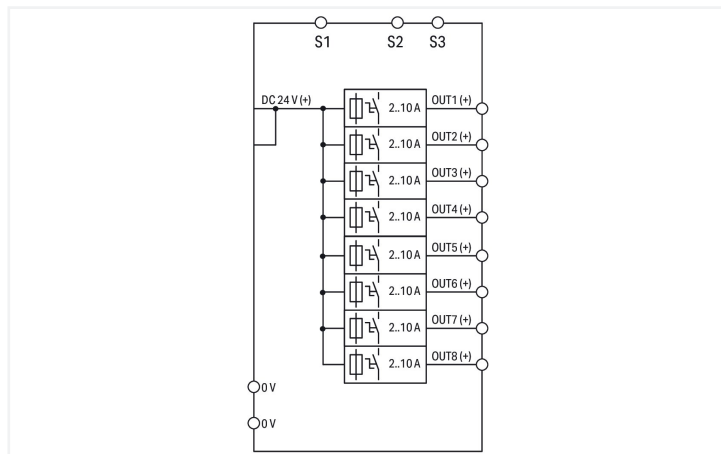 S1 S2 S3
DC 24 V (+)
2..10 A OUT1 (+)
2..10 A OUT2 (+)
2..10 A OUT3 (+)
2..10 A OUT4 (+)
2..10 A OUT5 (+)
2..10 A OUT6 (+)
2..10 A OUT7 (+)
2..10 A OUT8 (+)
0 V
0 V